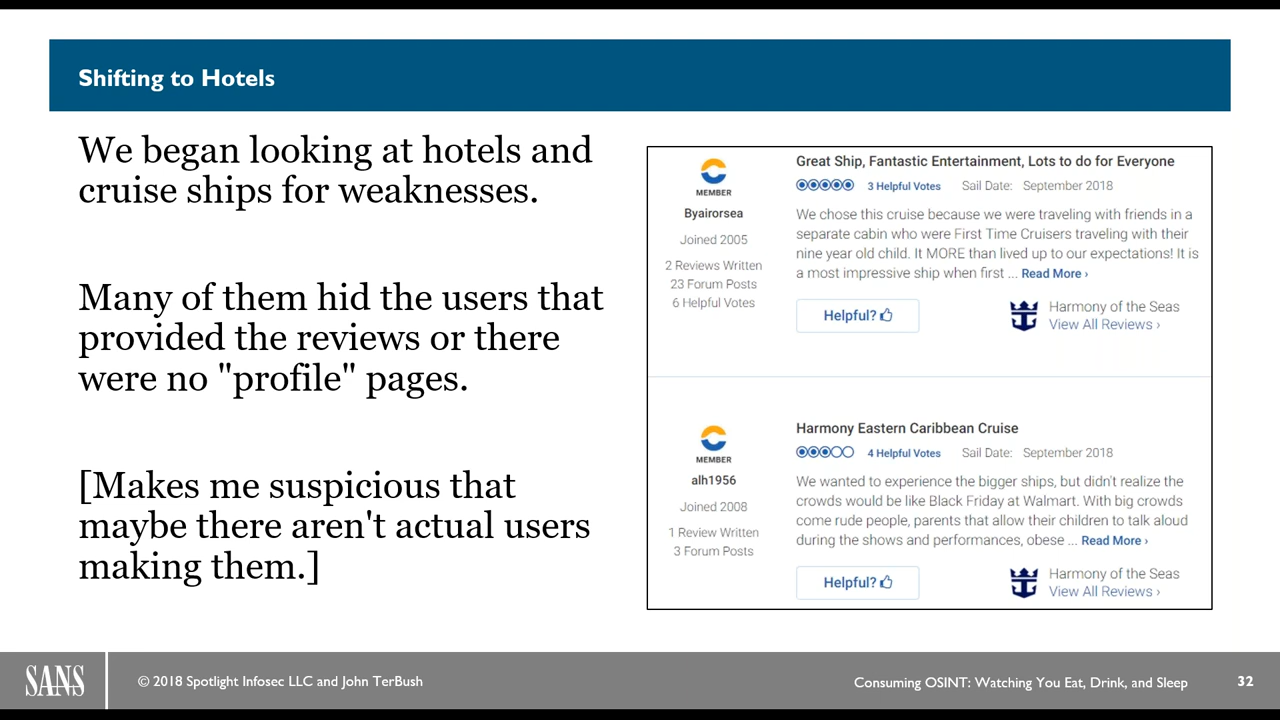 Shifting to Hotels
We began looking at hotels and
cruise ships for weaknesses.
Many of them hid the users that
provided the reviews or there
were no "profile" pages.
[Makes me suspicious that
maybe there aren't actual users
making them.]
MEMBER
Byairorsea
Joined 2005
2 Reviews Written
23 Forum Posts
6 Helpful Votes
Great Ship, Fantastic Entertainment, Lots to do for Everyone
3 Helpful Votes Sail Date: September 2018
We chose this cruise because we were traveling with friends in a
separate cabin who were First Time Cruisers traveling with their
nine year old child. It MORE than lived up to our expectations! It is
a most impressive ship when first ... Read More ›
Helpful?
Harmony of the Seas
View All Reviews ›
MEMBER
alh1956
Joined 2008
1 Review Written
3 Forum Posts
Harmony Eastern Caribbean Cruise
4 Helpful Votes Sail Date: September 2018
We wanted to experience the bigger ships, but didn't realize the
crowds would be like Black Friday at Walmart. With big crowds
come rude people, parents that allow their children to talk aloud
during the shows and performances, obese ... Read More ›
Helpful?
Harmony of the Seas
View All Reviews ›
SANS
© 2018 Spotlight Infosec LLC and John TerBush
Consuming OSINT: Watching You Eat, Drink, and Sleep
32